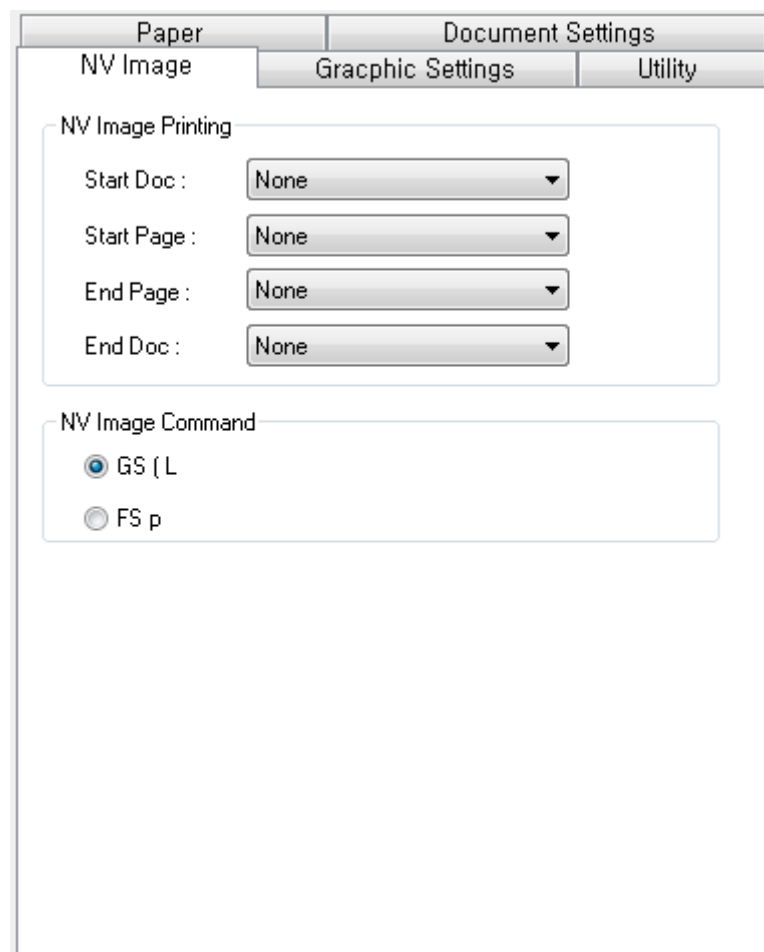 Paper Document Settings
NV Image Gracphic Settings Utility
NV Image Printing
Start Doc : None
Start Page : None
End Page : None
End Doc : None
NV Image Command
GS ( L
FS p